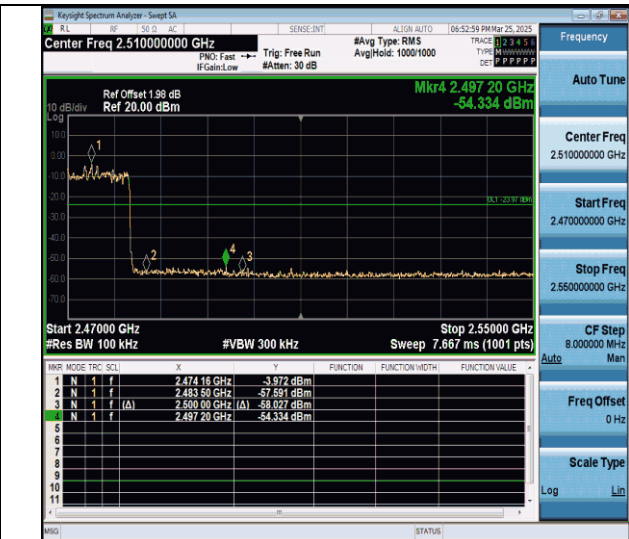 Keysight Spectrum Analyzer - Swept SA
RL RF 50 Ω AC SENSE:INT ALIGN AUTO 06:52:59 PM Mar 25, 2025
Center Freq 2.510000000 GHz
PNO: Fast
IFGain:Low
Trig: Free Run
#Atten: 30 dB
#Avg Type: RMS
Avg|Hold: 1000/1000
TRACE 1 2 3 4 5 6
TYPE M
DET P P P P P P
Mkr4 2.497 20 GHz
-54.334 dBm
Ref Offset 1.98 dB
10 dB/div Ref 20.00 dBm
Log
10.0
0.00
-10.0
-20.0
-30.0
-40.0
-50.0
-60.0
-70.0
1
2
4
3
DL1 -23.97 dBm
Start 2.47000 GHz Stop 2.55000 GHz
#Res BW 100 kHz #VBW 300 kHz Sweep 7.667 ms (1001 pts)
MKR MODE TRC SCL X Y FUNCTION FUNCTION WIDTH FUNCTION VALUE
1 N 1 f 2.474 16 GHz -3.972 dBm
2 N 1 f 2.483 50 GHz -57.591 dBm
3 N 1 f (Δ) 2.500 00 GHz (Δ) -58.027 dBm
4 N 1 f 2.497 20 GHz -54.334 dBm
5
6
7
8
9
10
11
MSG STATUS
Frequency
Auto Tune
Center Freq
2.510000000 GHz
Start Freq
2.470000000 GHz
Stop Freq
2.550000000 GHz
CF Step
8.000000 MHz
Auto Man
Freq Offset
0 Hz
Scale Type
Log Lin